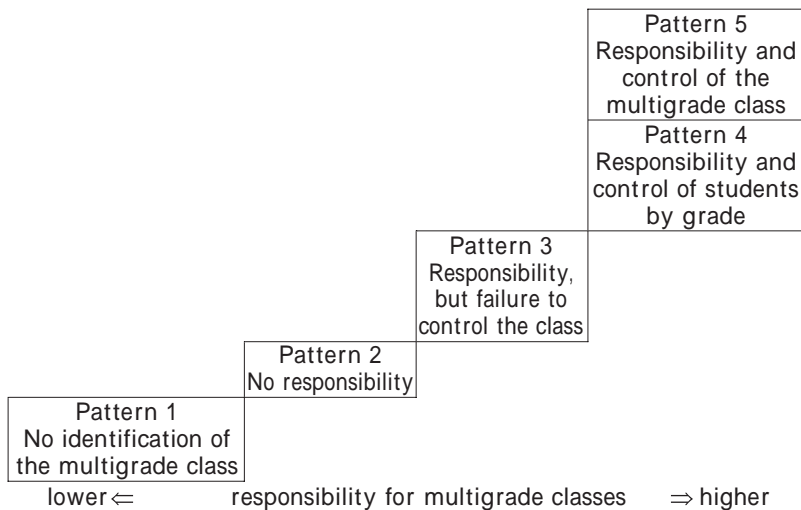 Pattern 5
Responsibility and
control of the
multigrade class
Pattern 4
Responsibility and
control of students
by grade
Pattern 3
Responsibility,
but failure to
control the class
Pattern 2
No responsibility
Pattern 1
No identification of
the multigrade class
lower ⇐ responsibility for multigrade classes ⇒ higher